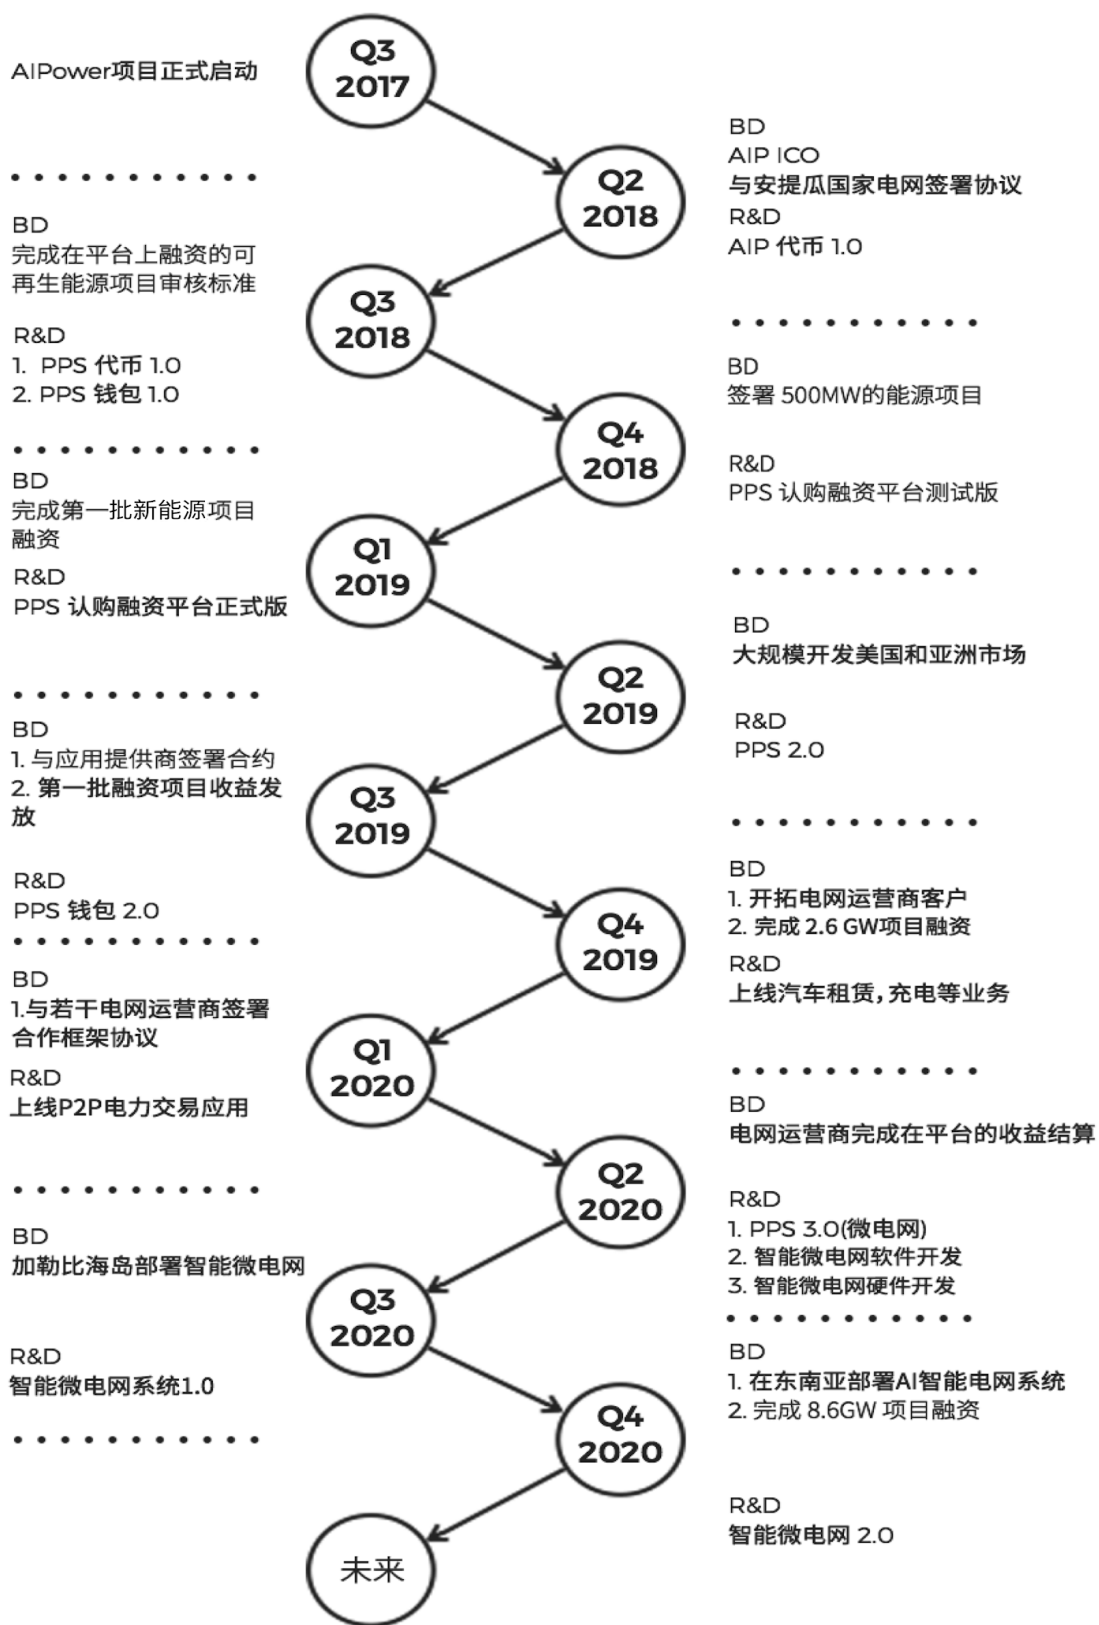 AIPower项目正式启动
Q3
2017
Q2
2018
BD
AIP ICO
与安提瓜国家电网签署协议
R&D
AIP 代币 1.0
BD
完成在平台上融资的可
再生能源项目审核标准
R&D
1. PPS 代币 1.0
2. PPS 钱包 1.0
Q3
2018
Q4
2018
BD
签署 500MW的能源项目
R&D
PPS 认购融资平台测试版
BD
完成第一批新能源项目
融资
R&D
PPS 认购融资平台正式版
Q1
2019
Q2
2019
BD
大规模开发美国和亚洲市场
R&D
PPS 2.0
BD
1. 与应用提供商签署合约
2. 第一批融资项目收益发
放
R&D
PPS 钱包 2.0
Q3
2019
Q4
2019
BD
1. 开拓电网运营商客户
2. 完成 2.6 GW项目融资
R&D
上线汽车租赁，充电等业务
BD
1.与若干电网运营商签署
合作框架协议
R&D
上线P2P电力交易应用
Q1
2020
Q2
2020
BD
电网运营商完成在平台的收益结算
R&D
1. PPS 3.0(微电网)
2. 智能微电网软件开发
3. 智能微电网硬件开发
BD
加勒比海岛部署智能微电网
R&D
智能微电网系统1.0
Q3
2020
Q4
2020
BD
1. 在东南亚部署AI智能电网系统
2. 完成 8.6GW 项目融资
R&D
智能微电网 2.0
未来